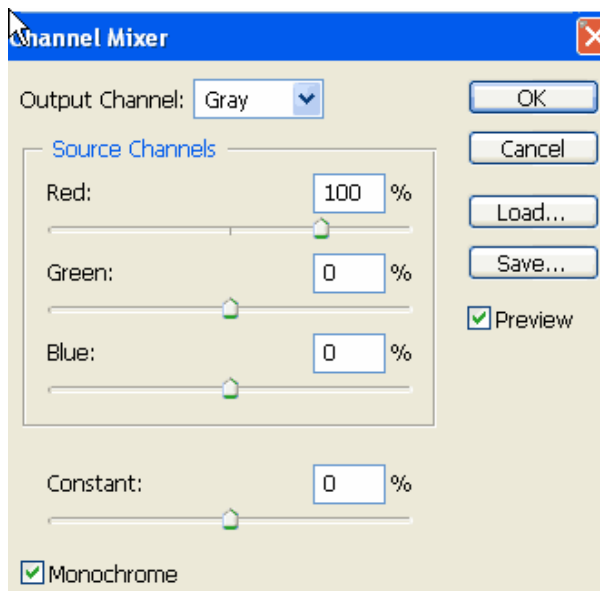 Channel Mixer
Output Channel: Gray
OK
Source Channels
Cancel
Red: 100 %
Load...
Green: 0 %
Save...
Preview
Blue: 0 %
Constant: 0 %
Monochrome